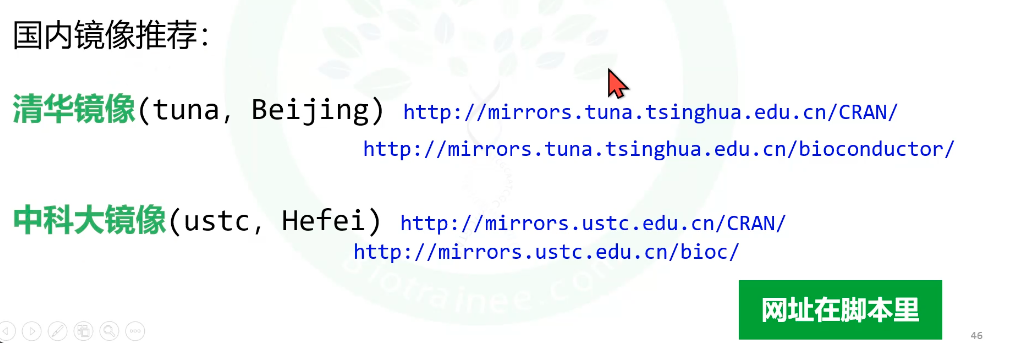 国内镜像推荐：
清华镜像(tuna, Beijing) http://mirrors.tuna.tsinghua.edu.cn/CRAN/
http://mirrors.tuna.tsinghua.edu.cn/bioconductor/
中科大镜像(ustc, Hefei) http://mirrors.ustc.edu.cn/CRAN/
http://mirrors.ustc.edu.cn/bioc/
biotrainee.com
网址在脚本里
46